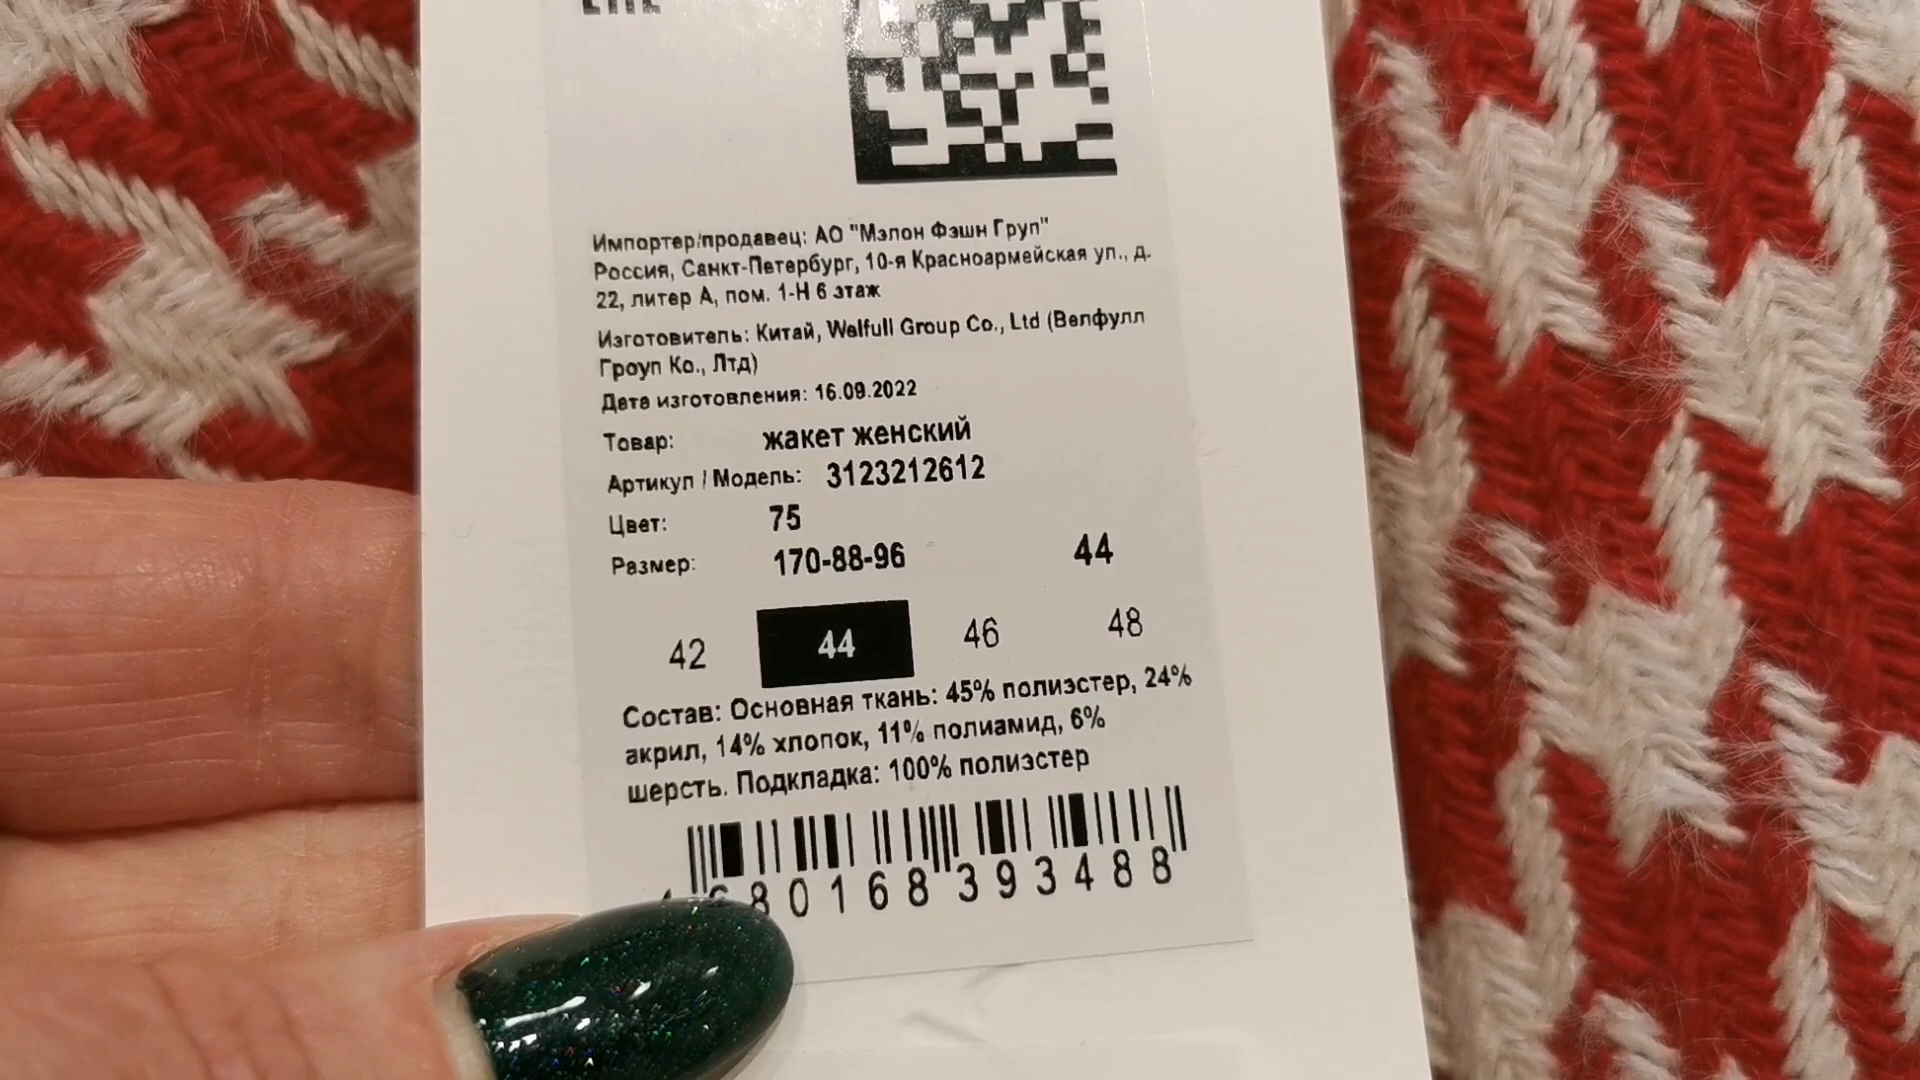 Импортер/продавец: АО "Мэлон Фэшн Груп"
Россия, Санкт-Петербург, 10-я Красноармейская ул., д.
22, литер А, пом. 1-Н 6 этаж
Изготовитель: Китай, Welfull Group Co., Ltd (Велфулл
Гроуп Ко., Лтд)
Дата изготовления: 16.09.2022
Товар: жакет женский
Артикул / Модель: 3123212612
Цвет: 75
Размер: 170-88-96 44
42 44 46 48
Состав: Основная ткань: 45% полиэстер, 24%
акрил, 14% хлопок, 11% полиамид, 6%
шерсть. Подкладка: 100% полиэстер
80168 393488